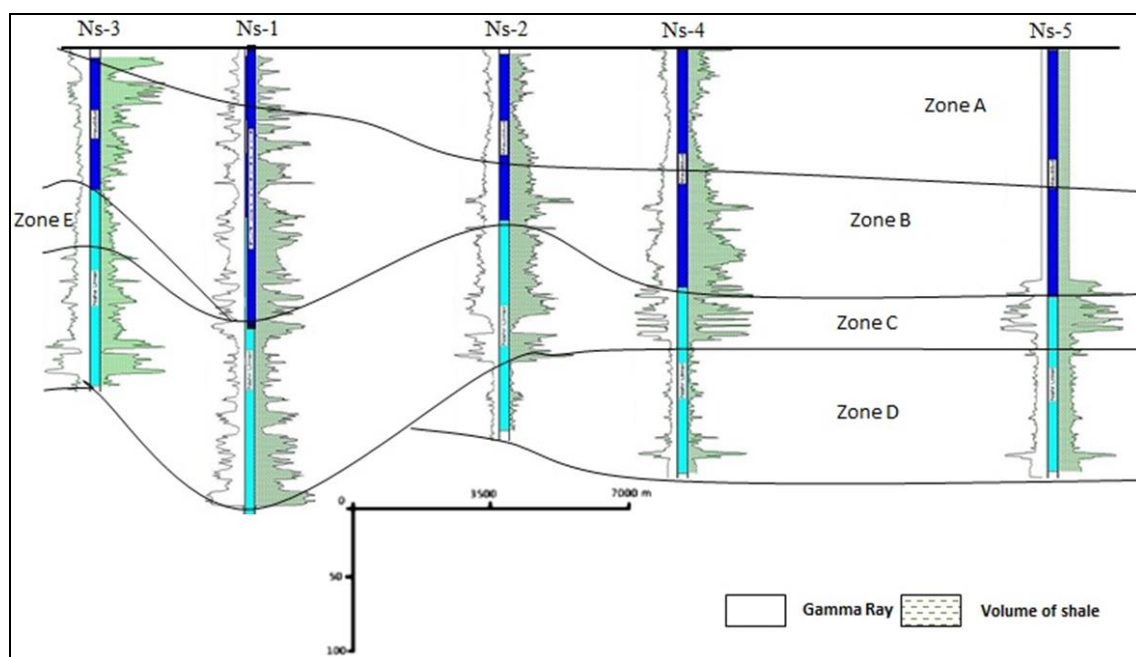 Ns-3 Ns-1 Ns-2 Ns-4 Ns-5
Zone A
Zone B
Zone E
Zone C
Zone D
0 3500 7000 m
50
100
Gamma Ray Volume of shale